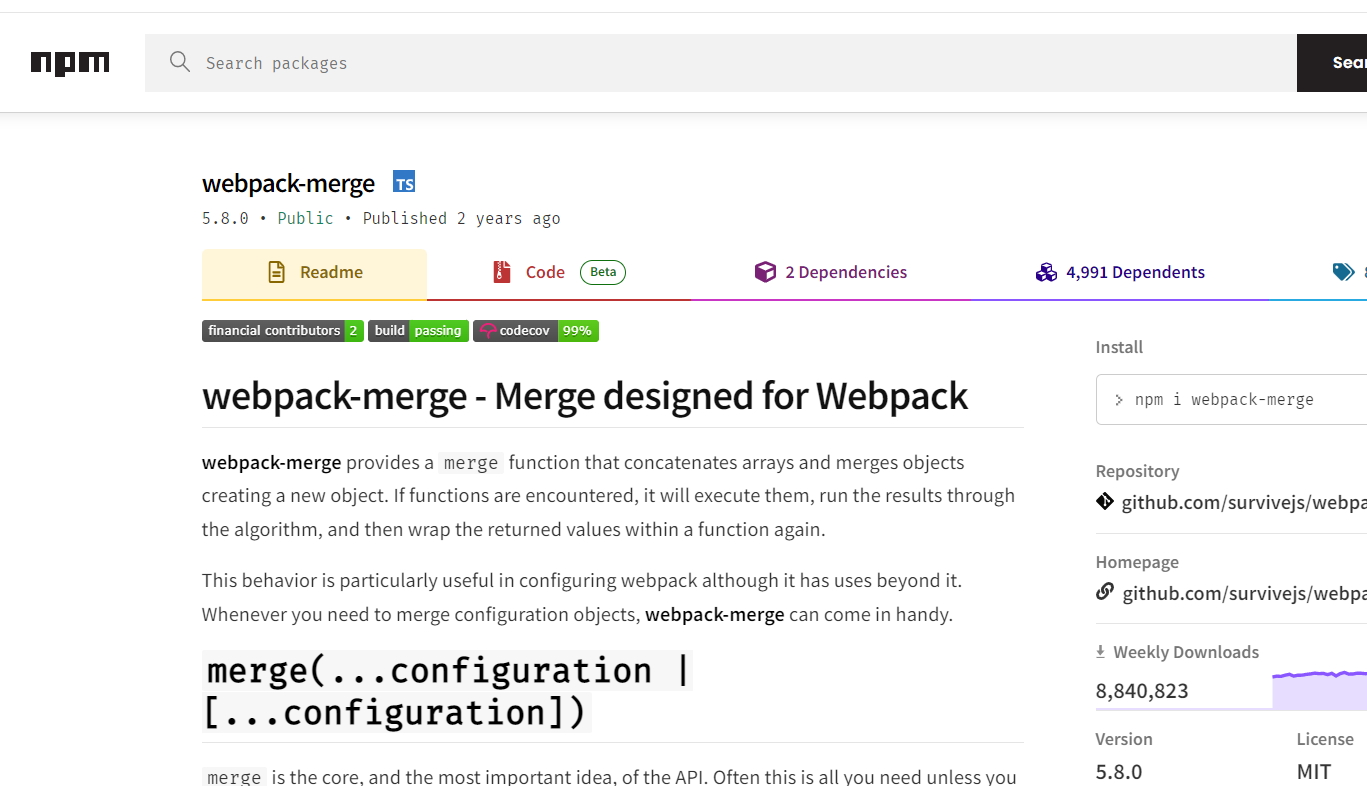 npm
Search packages
webpack-merge TS
5.8.0 • Public • Published 2 years ago
Readme
Code Beta
2 Dependencies
4,991 Dependents
financial contributors 2 build passing codecov 99%
webpack-merge - Merge designed for Webpack
webpack-merge provides a merge function that concatenates arrays and merges objects
creating a new object. If functions are encountered, it will execute them, run the results through
the algorithm, and then wrap the returned values within a function again.
This behavior is particularly useful in configuring webpack although it has uses beyond it.
Whenever you need to merge configuration objects, webpack-merge can come in handy.
merge(...configuration |
[...configuration])
merge is the core, and the most important idea, of the API. Often this is all you need unless you
Install
> npm i webpack-merge
Repository
github.com/survivejs/webpa
Homepage
github.com/survivejs/webpa
Weekly Downloads
8,840,823
Version
5.8.0
License
MIT